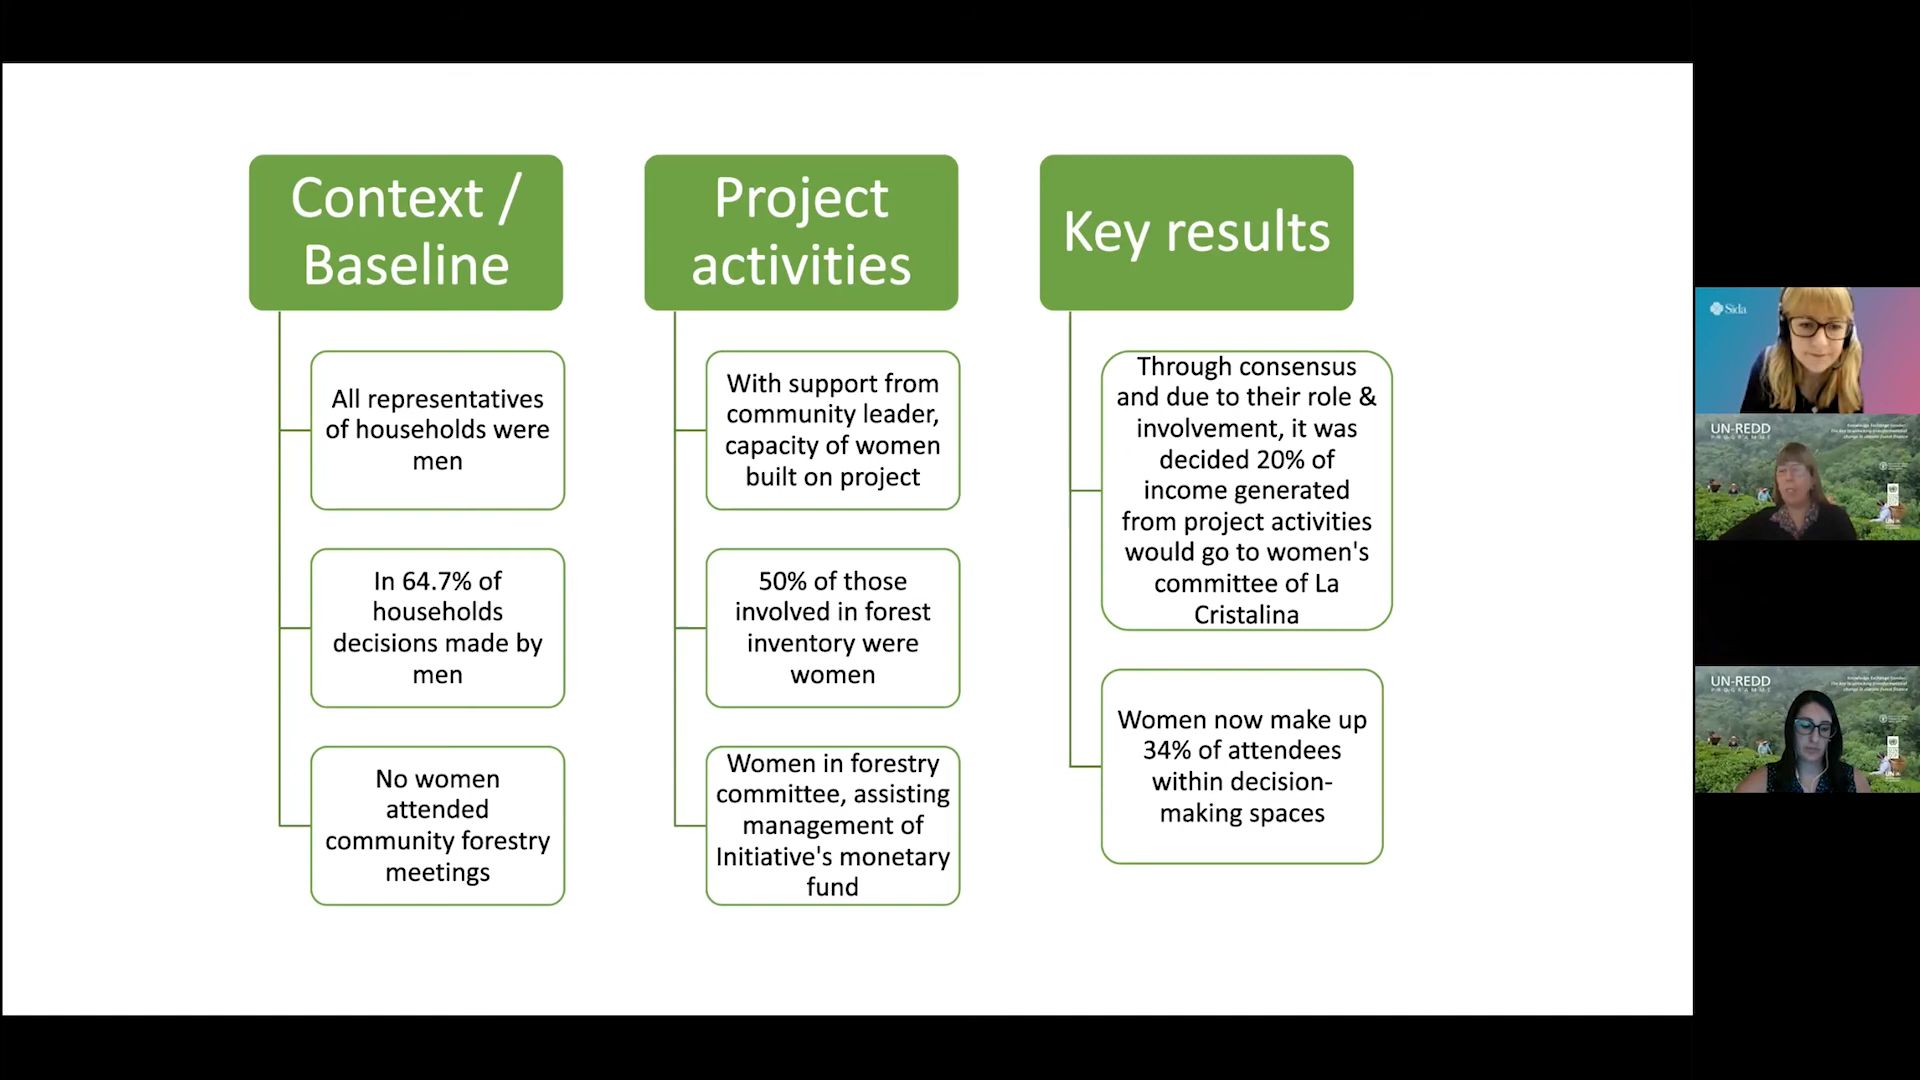 Context /
Baseline
All representatives
of households were
men
In 64.7% of
households
decisions made by
men
No women
attended
community forestry
meetings
Project
activities
With support from
community leader,
capacity of women
built on project
50% of those
involved in forest
inventory were
women
Women in forestry
committee, assisting
management of
Initiative's monetary
fund
Key results
Through consensus
and due to their role &
involvement, it was
decided 20% of
income generated
from project activities
would go to women's
committee of La
Cristalina
Women now make up
34% of attendees
within decision-
making spaces
Sida
UN-REDD
PROGRAMME
UN-REDD
PROGRAMME